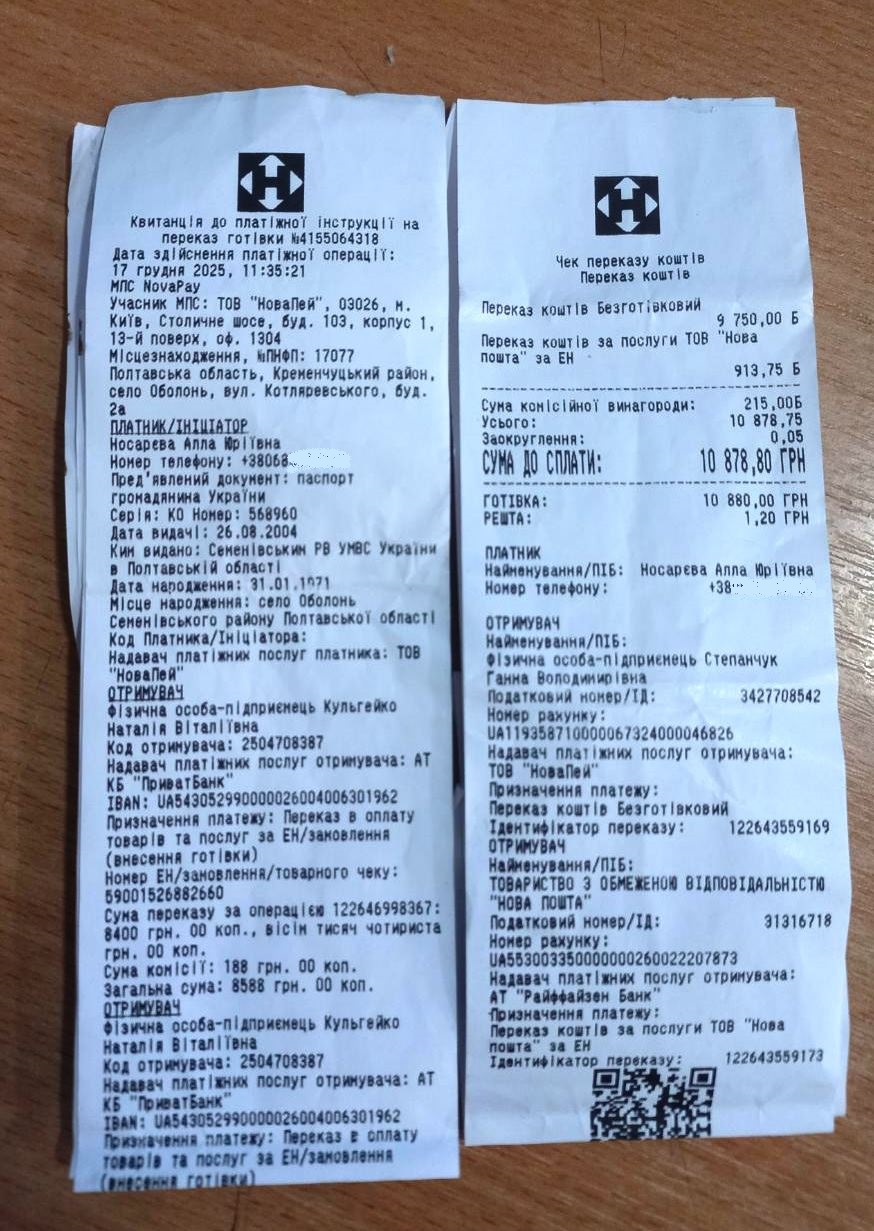 Квитанція до платіжної інструкції на
переказ готівки №4155064318
Дата здійснення платіжної операції:
17 грудня 2025, 11:35:21
МПС NovaPay
Учасник МПС: ТОВ "НоваПей", 03026, м.
Київ, Столичне шосе, буд. 103, корпус 1,
13-й поверх, оф. 1304
Місцезнаходження, №ПНФП: 17077
Полтавська область, Кременчуцький район,
село Оболонь, вул. Котляревського, буд.
2а
ПЛАТНИК/ІНІЦІАТОР
Носарєва Алла Юріївна
Номер телефону: +38068
Пред'явлений документ: паспорт
громадянина України
Серія: КО Номер: 568960
Дата видачі: 26.08.2004
Ким видано: Семенівським РВ УМВС України
в Полтавській області
Дата народження: 31.01.1971
Місце народження: село Оболонь
Семенівського району Полтавської області
Код Платника/Ініціатора:
Надавач платіжних послуг платника: ТОВ
"НоваПей"
ОТРИМУВАЧ
Фізична особа-підприємець Кульгейко
Наталія Віталіївна
Код отримувача: 2504708387
Надавач платіжних послуг отримувача: АТ
КБ "ПриватБанк"
IBAN: UA543052990000026004006301962
Призначення платежу: Переказ в оплату
товарів та послуг за ЕН/замовлення
(внесення готівки)
Номер ЕН/замовлення/товарного чеку:
59001526882660
Сума переказу за операцією 122646998367:
8400 грн. 00 коп., вісім тисяч чотириста
грн. 00 коп.
Сума комісії: 188 грн. 00 коп.
Загальна сума: 8588 грн. 00 коп.
ОТРИМУВАЧ
Фізична особа-підприємець Кульгейко
Наталія Віталіївна
Код отримувача: 2504708387
Надавач платіжних послуг отримувача: АТ
КБ "ПриватБанк"
IBAN: UA543052990000026004006301962
Призначення платежу: Переказ в оплату
товарів та послуг за ЕН/замовлення
(внесення готівки)
Чек переказу коштів
Переказ коштів
Переказ коштів Безготівковий
9 750,00 Б
Переказ коштів за послуги ТОВ "Нова
пошта" за ЕН
913,75 Б
Сума комісійної винагороди: 215,00Б
Усього: 10 878,75
Заокруглення: 0,05
СУМА ДО СПЛАТИ: 10 878,80 ГРН
ГОТІВКА: 10 880,00 ГРН
РЕШТА: 1,20 ГРН
ПЛАТНИК
Найменування/ПІБ: Носарєва Алла Юріївна
Номер телефону: +38
ОТРИМУВАЧ
Найменування/ПІБ:
Фізична особа-підприємець Степанчук
Ганна Володимирівна
Податковий номер/ІД: 3427708542
Номер рахунку:
UA119358710000067324000046826
Надавач платіжних послуг отримувача:
ТОВ "НоваПей"
Призначення платежу:
Переказ коштів Безготівковий
Ідентифікатор переказу: 122643559169
ОТРИМУВАЧ
Найменування/ПІБ:
ТОВАРИСТВО З ОБМЕЖЕНОЮ ВІДПОВІДАЛЬНІСТЮ
"НОВА ПОШТА"
Податковий номер/ІД: 31316718
Номер рахунку:
UA553003350000000260022207873
Надавач платіжних послуг отримувача:
АТ "Райффайзен Банк"
Призначення платежу:
Переказ коштів за послуги ТОВ "Нова
пошта" за ЕН
Ідентифікатор переказу: 122643559173